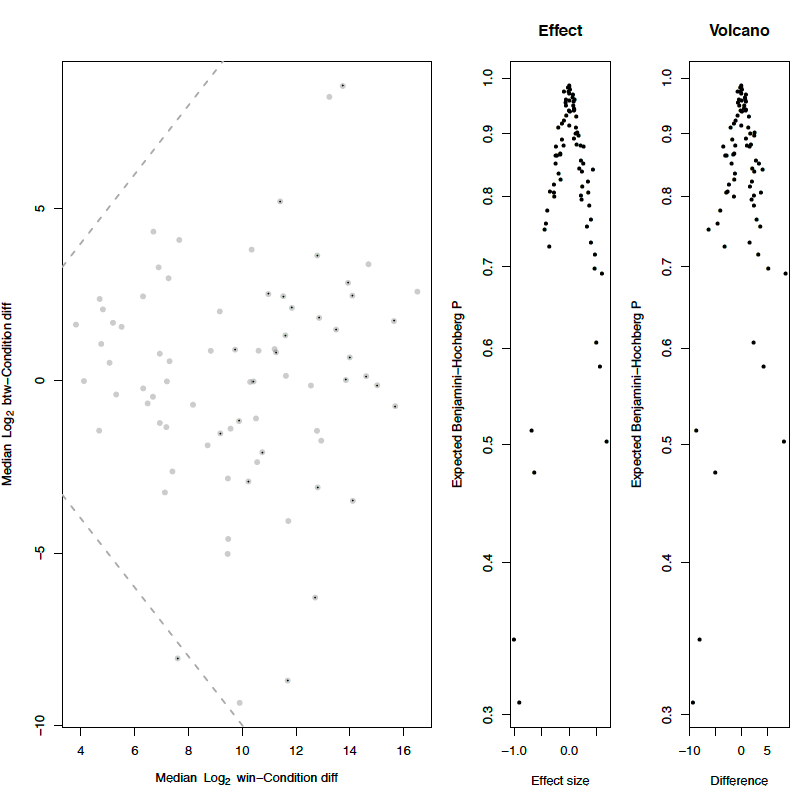 Effect
Volcano
Median Log2 btw−Condition diff
5
0
−5
−10
4 6 8 10 12 14 16
Median Log2 win−Condition diff
Expected Benjamini−Hochberg P
1.0
0.9
0.8
0.7
0.6
0.5
0.4
0.3
−1.0 0.0
Effect size
Expected Benjamini−Hochberg P
1.0
0.9
0.8
0.7
0.6
0.5
0.4
0.3
−10 0 5
Difference